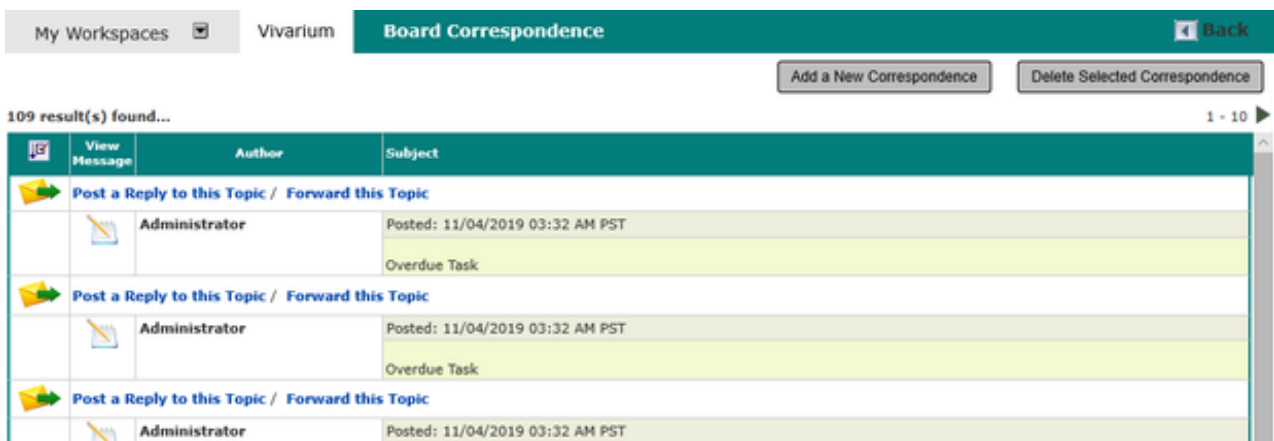 My Workspaces Vivarium Board Correspondence Back
Add a New Correspondence Delete Selected Correspondence
109 result(s) found... 1 - 10
View Message Author Subject
Post a Reply to this Topic / Forward this Topic
Administrator Posted: 11/04/2019 03:32 AM PST
Overdue Task
Post a Reply to this Topic / Forward this Topic
Administrator Posted: 11/04/2019 03:32 AM PST
Overdue Task
Post a Reply to this Topic / Forward this Topic
Administrator Posted: 11/04/2019 03:32 AM PST